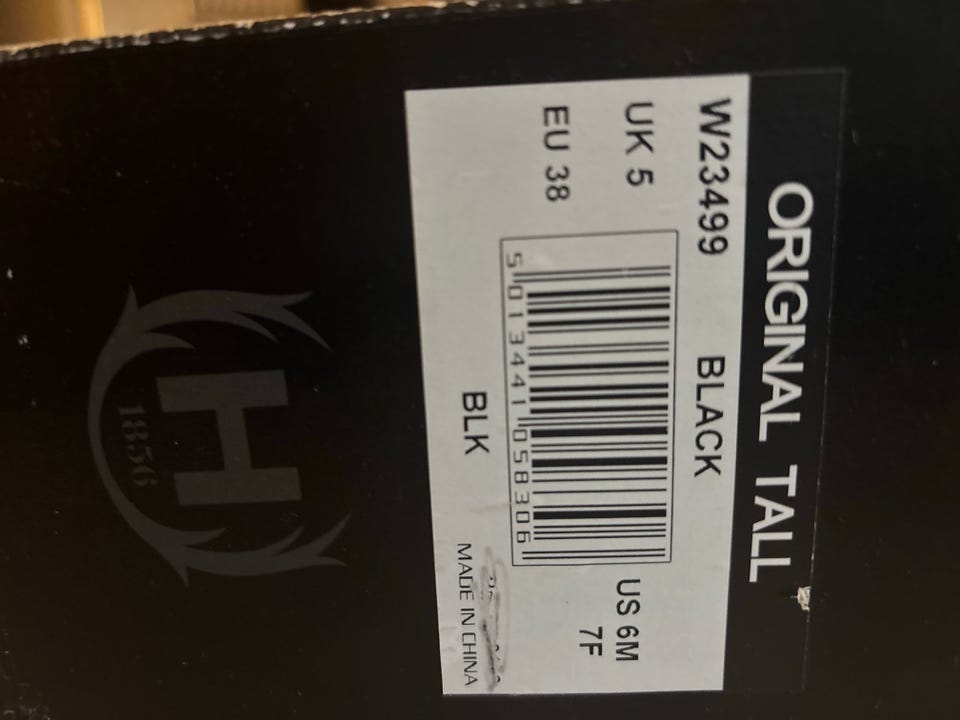 ORIGINAL TALL
W23499 BLACK
UK 5
US 6M
EU 38
7F
5 013441 058306
BLK
MADE IN CHINA
H
1856